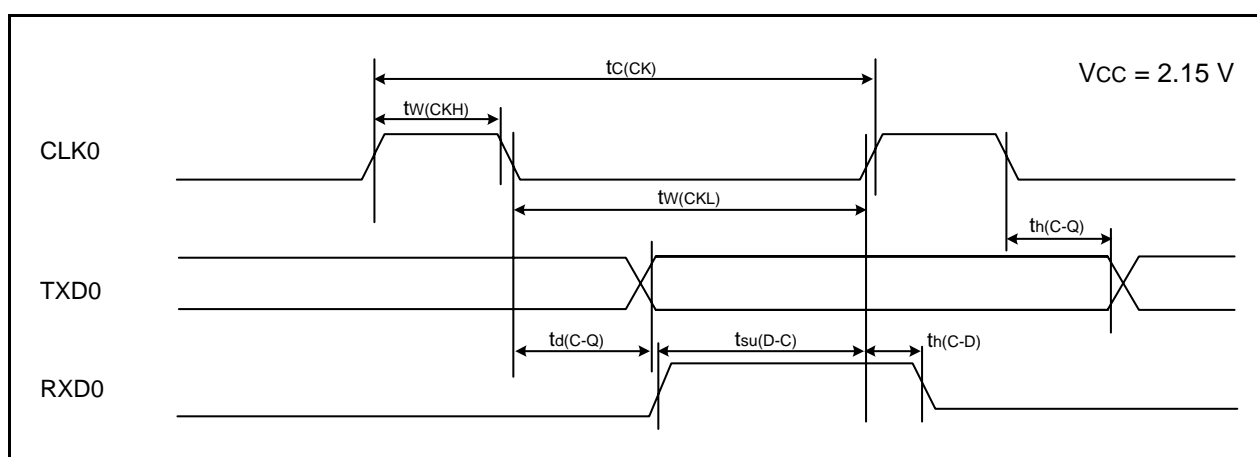 tC(CK)
VCC = 2.15 V
tW(CKH)
CLK0
tW(CKL)
th(C-Q)
TXD0
td(C-Q)
tsu(D-C)
th(C-D)
RXD0